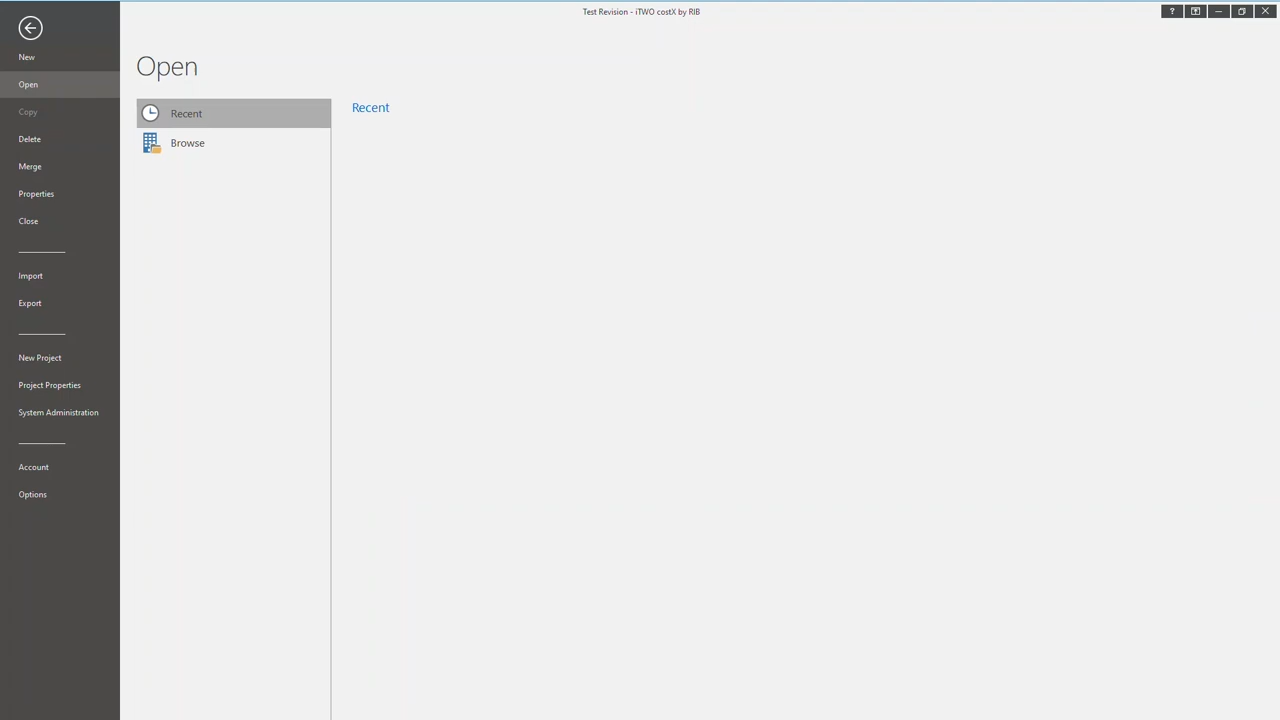 Test Revision - iTWO costX by RIB
?
New
Open
Copy
Delete
Merge
Properties
Close
Import
Export
New Project
Project Properties
System Administration
Account
Options
Open
Recent
Browse
Recent